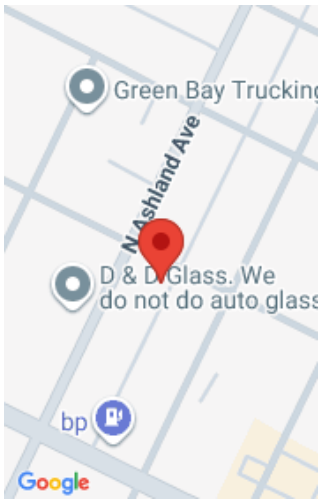 Green Bay Trucking
N Ashland Ave
D & D Glass. We
do not do auto glass
bp
Google